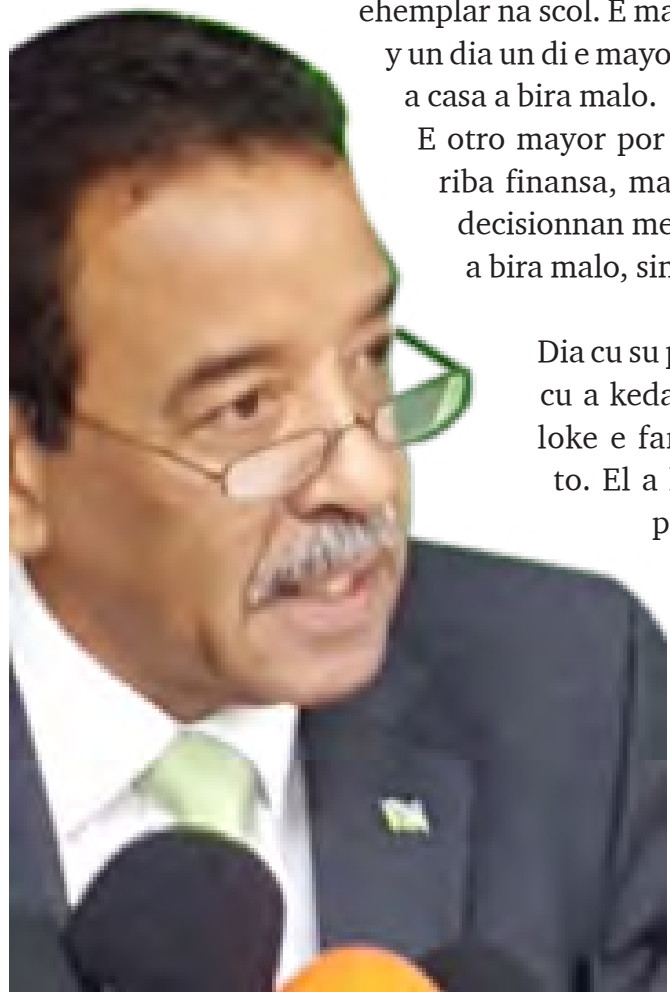 ehemplar na scol. E ma
y un dia un di e mayo
a casa a bira malo.
E otro mayor por
riba finansa, ma
decisionnan me
a bira malo, sin
Dia cu su p
cu a keda
loke e fa
to. El a
p